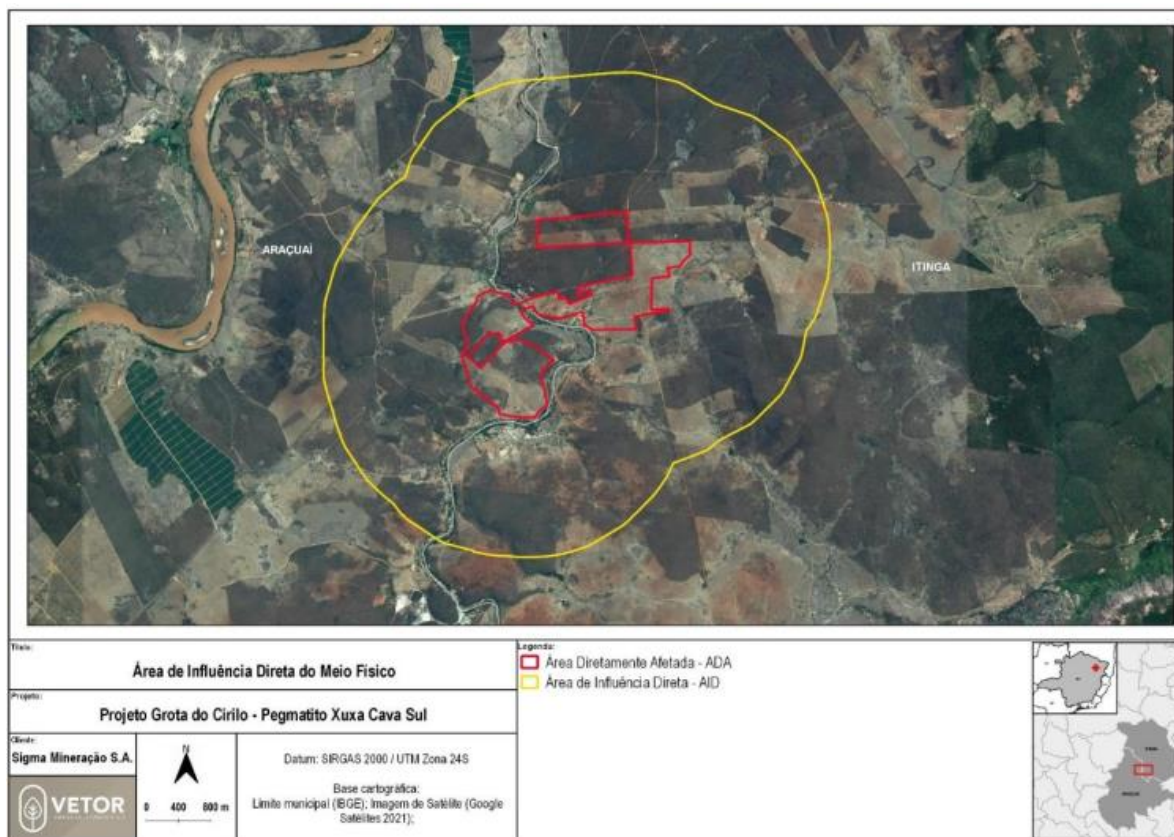 ARAÇUAÍ
ITINGA
Título:
Área de Influência Direta do Meio Físico
Projeto:
Projeto Grota do Cirilo - Pegmatito Xuxa Cava Sul
Cliente:
Sigma Mineração S.A.
VETOR
N
0 400 800 m
Datum: SIRGAS 2000 / UTM Zona 24S
Base cartográfica:
Limite municipal (IBGE); Imagem de Satélite (Google
Satélites 2021);
Legenda:
Área Diretamente Afetada - ADA
Área de Influência Direta - AID